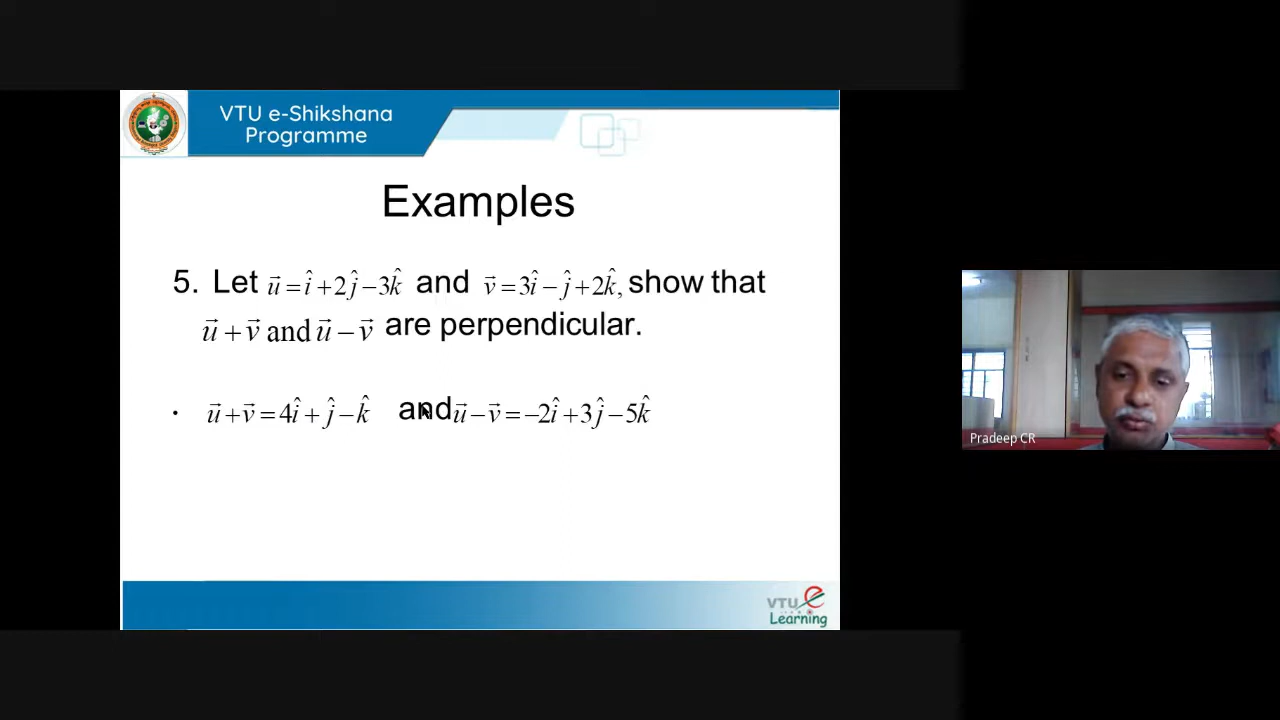 VTU e-Shikshana
Programme
Examples
5. Let u⃗ = î + 2ĵ − 3k̂ and v⃗ = 3î − ĵ + 2k̂, show that
u⃗ + v⃗ and u⃗ − v⃗ are perpendicular.
• u⃗ + v⃗ = 4î + ĵ − k̂ and u⃗ − v⃗ = −2î + 3ĵ − 5k̂
Pradeep CR
VTU e
Learning